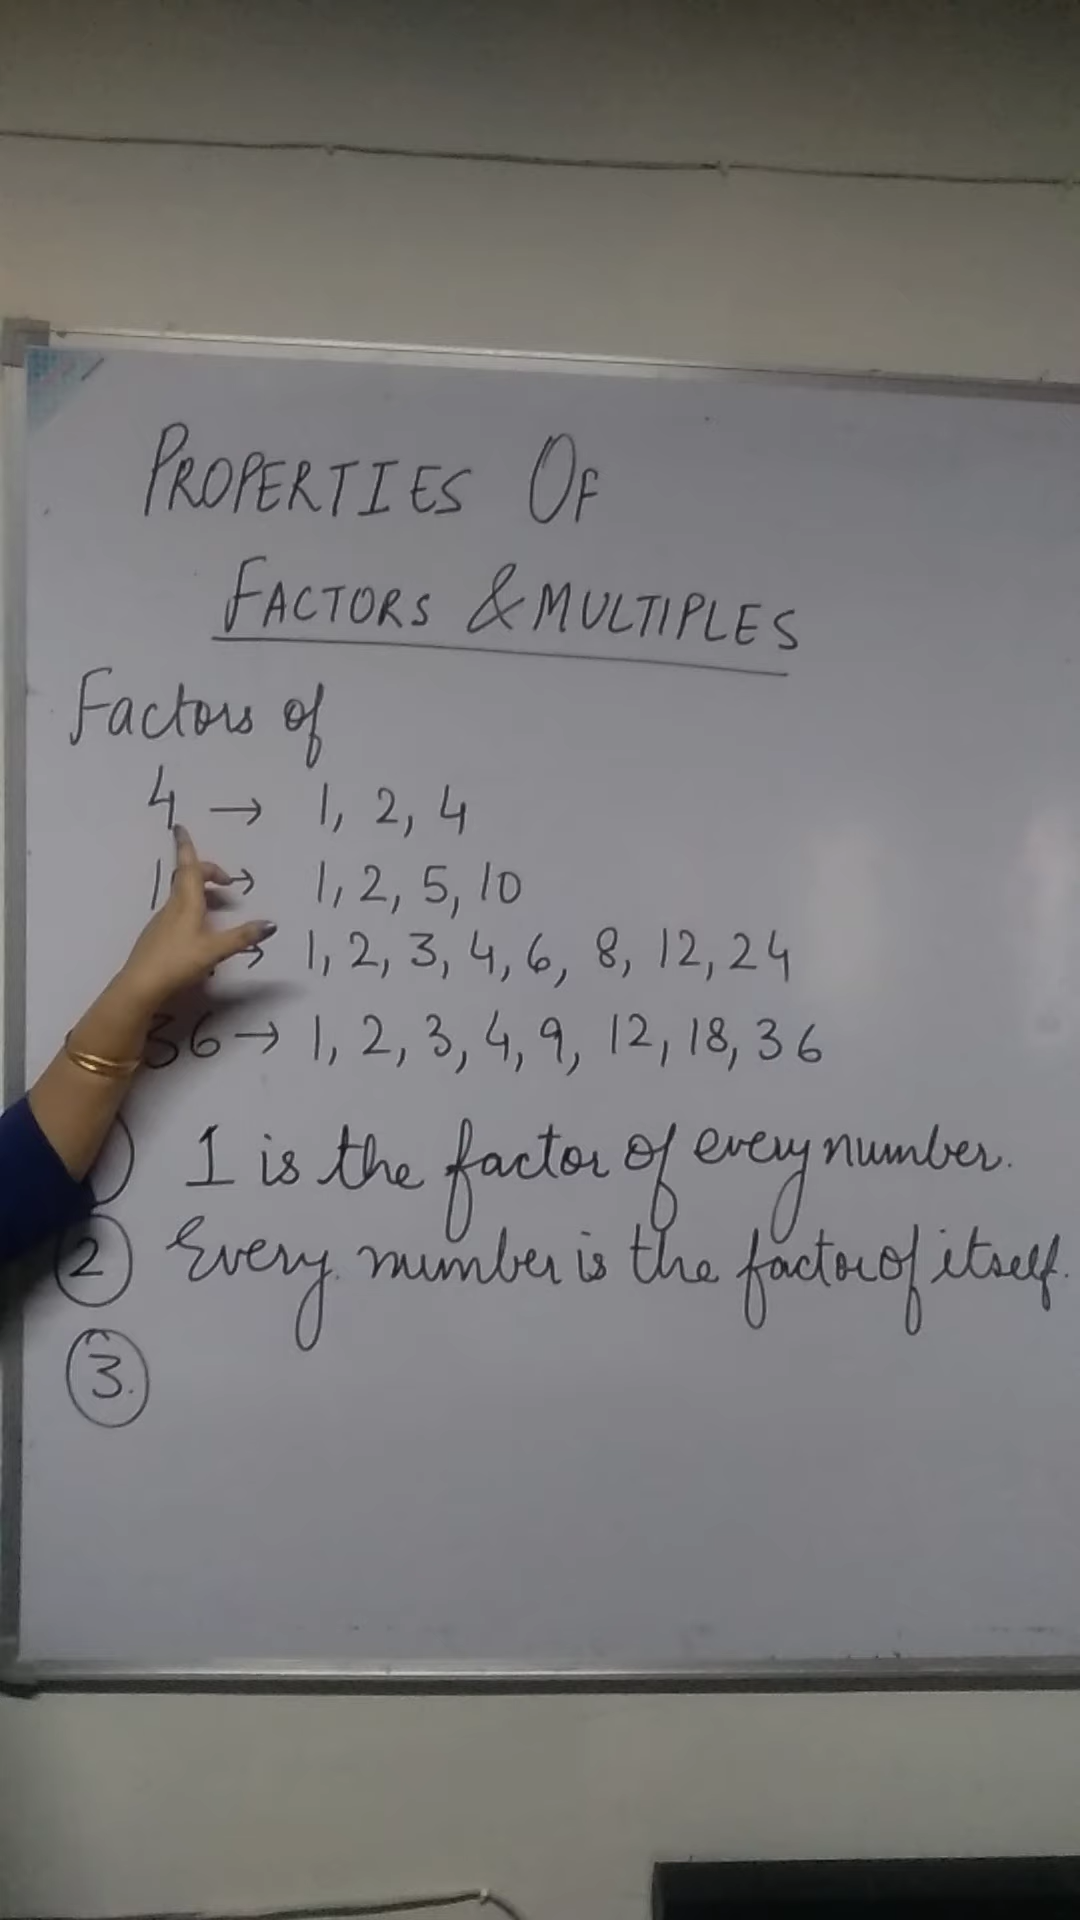 PROPERTIES OF
FACTORS & MULTIPLES
Factors of
4 → 1, 2, 4
→ 1, 2, 5, 10
→ 1, 2, 3, 4, 6, 8, 12, 24
36 → 1, 2, 3, 4, 9, 12, 18, 36
1 is the factor of every number.
2 Every number is the factor of itself.
3.